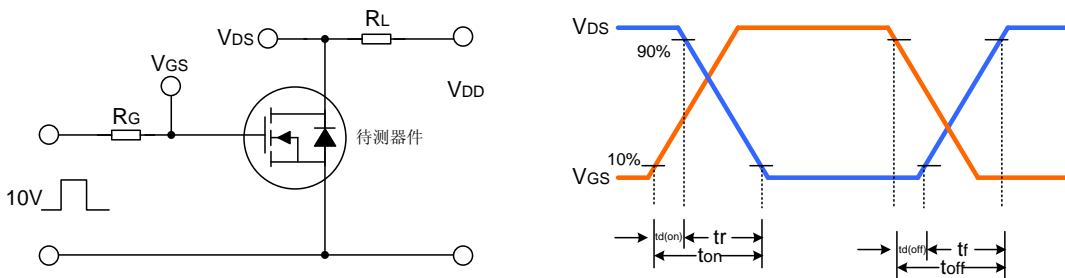 VDS
RL
VGS
VDD
RG
待测器件
10V
VDS
90%
10%
VGS
td(on)
tr
ton
td(off)
tf
toff